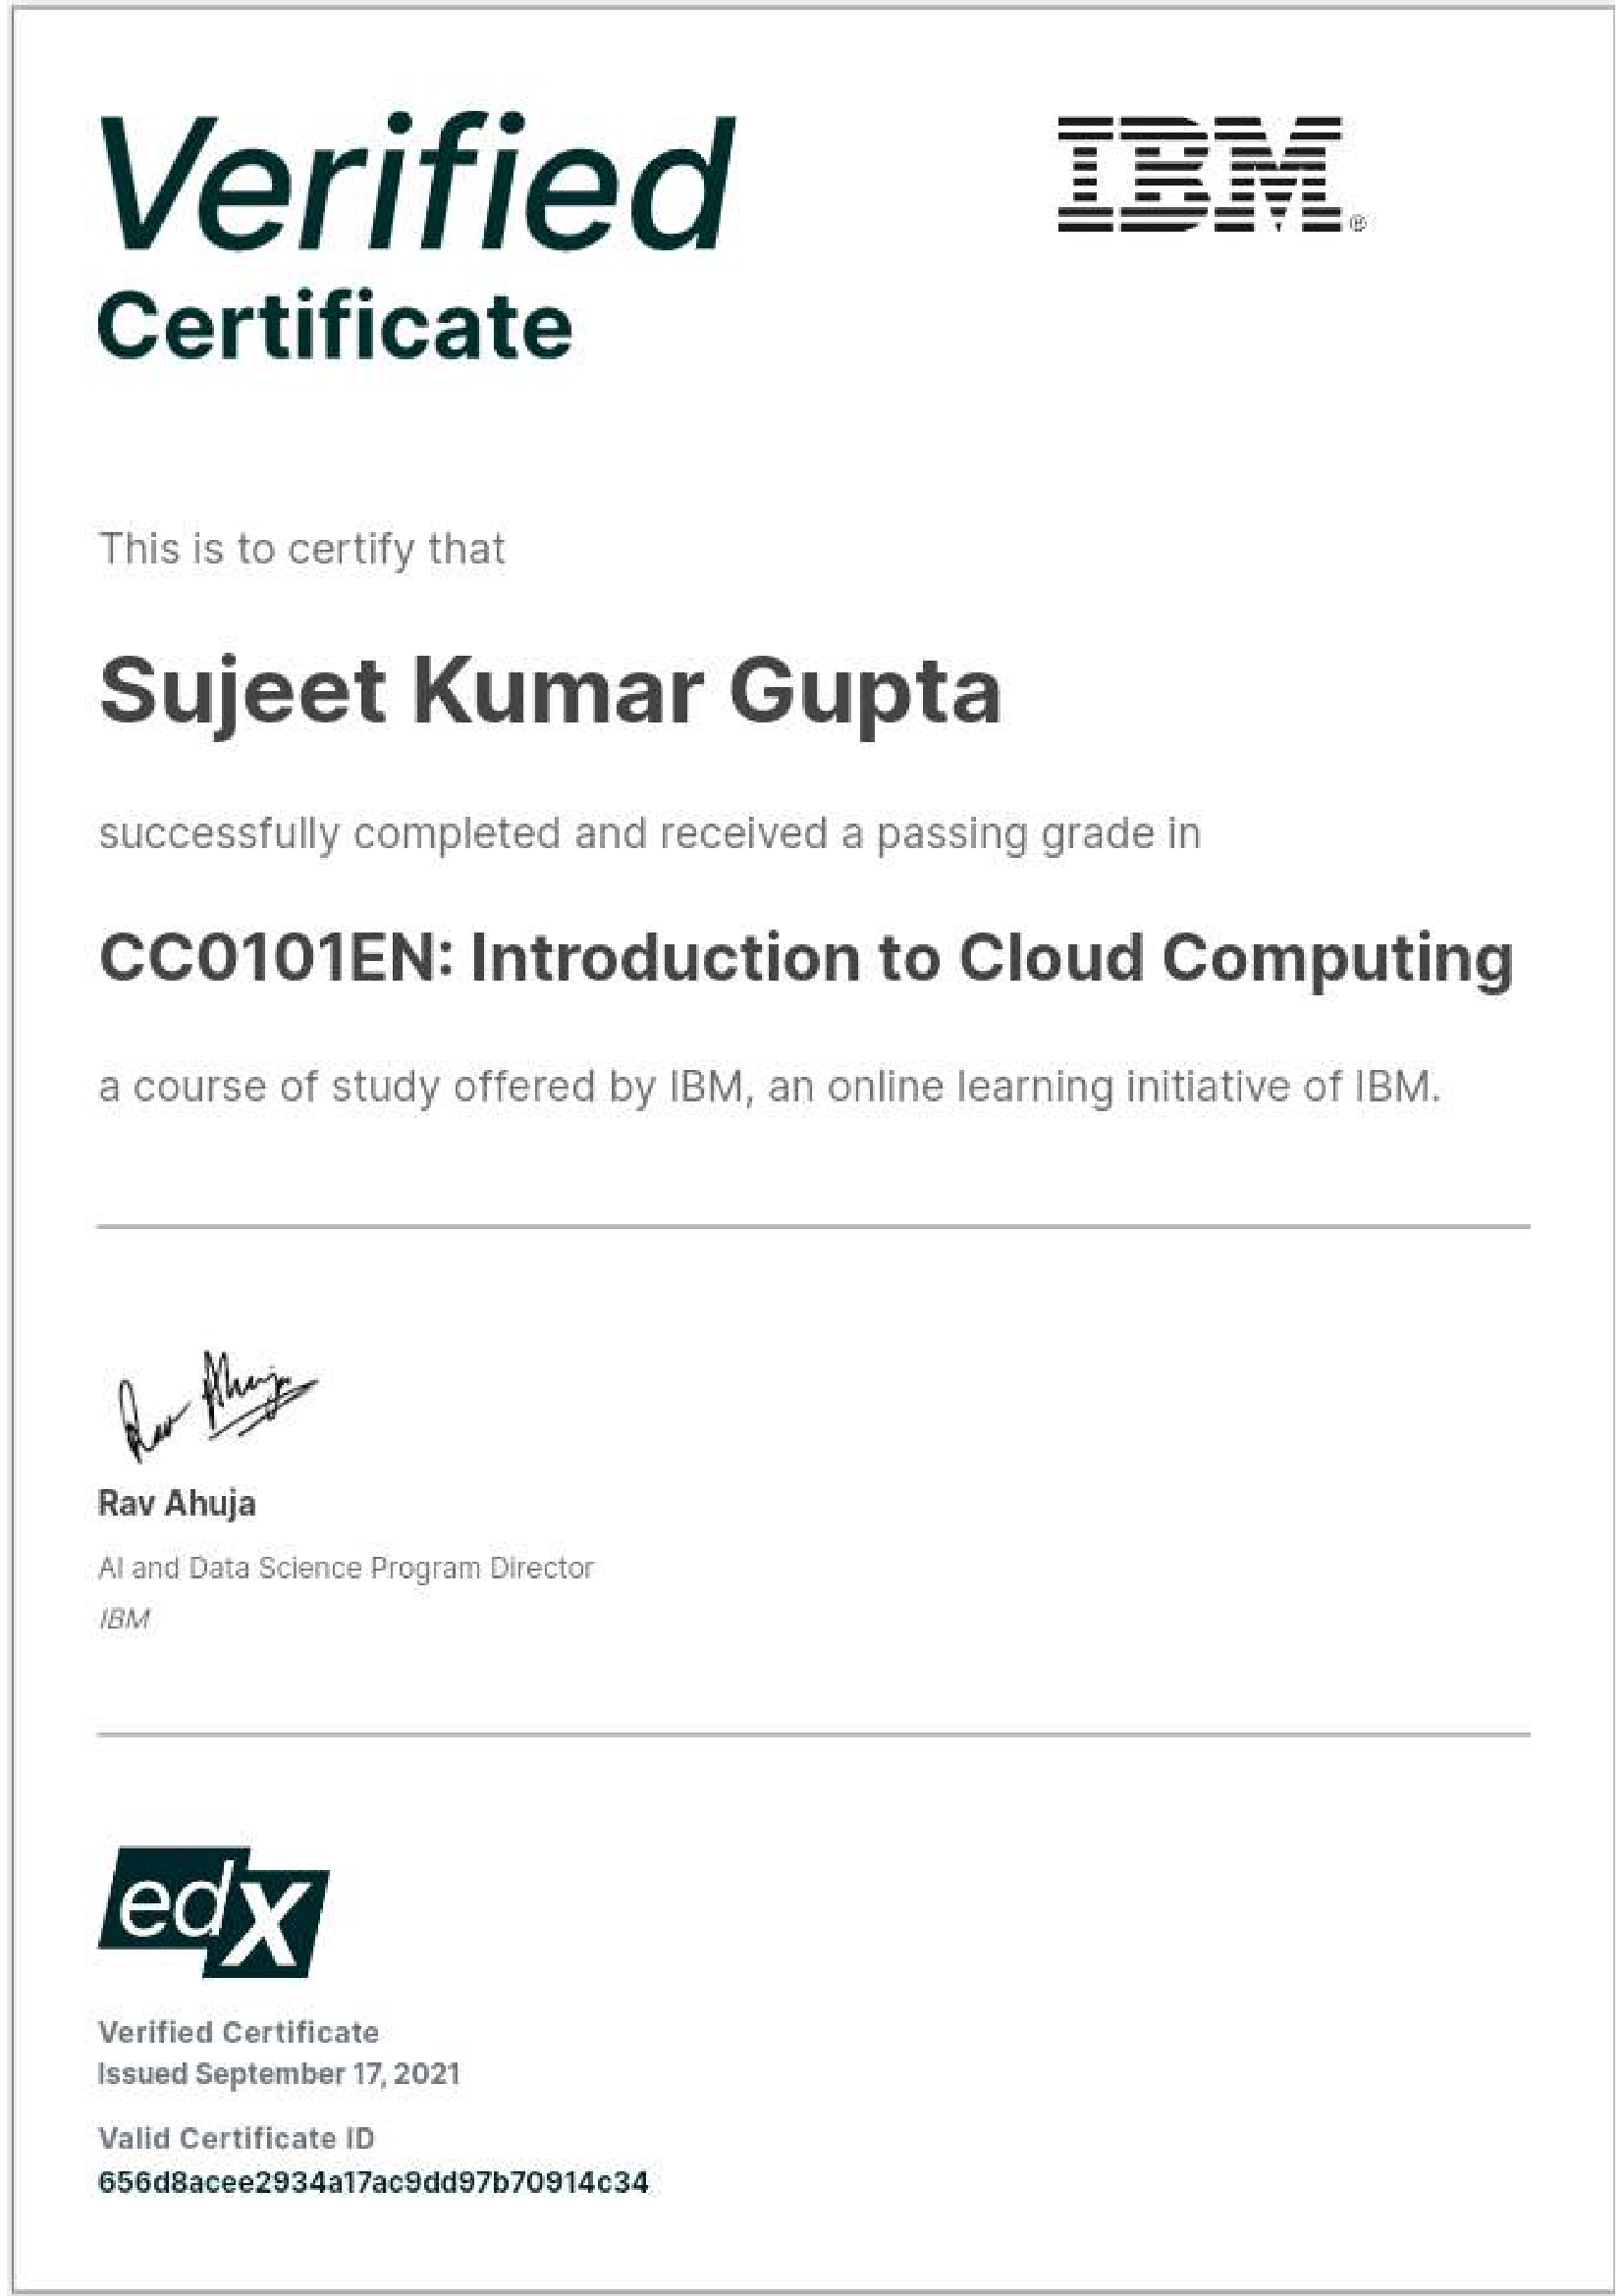 Verified
IBM®
Certificate
This is to certify that
Sujeet Kumar Gupta
successfully completed and received a passing grade in
CC0101EN: Introduction to Cloud Computing
a course of study offered by IBM, an online learning initiative of IBM.
Rav Ahuja
Rav Ahuja
AI and Data Science Program Director
IBM
edX
Verified Certificate
Issued September 17, 2021
Valid Certificate ID
656d8acee2934a17ac9dd97b70914c34